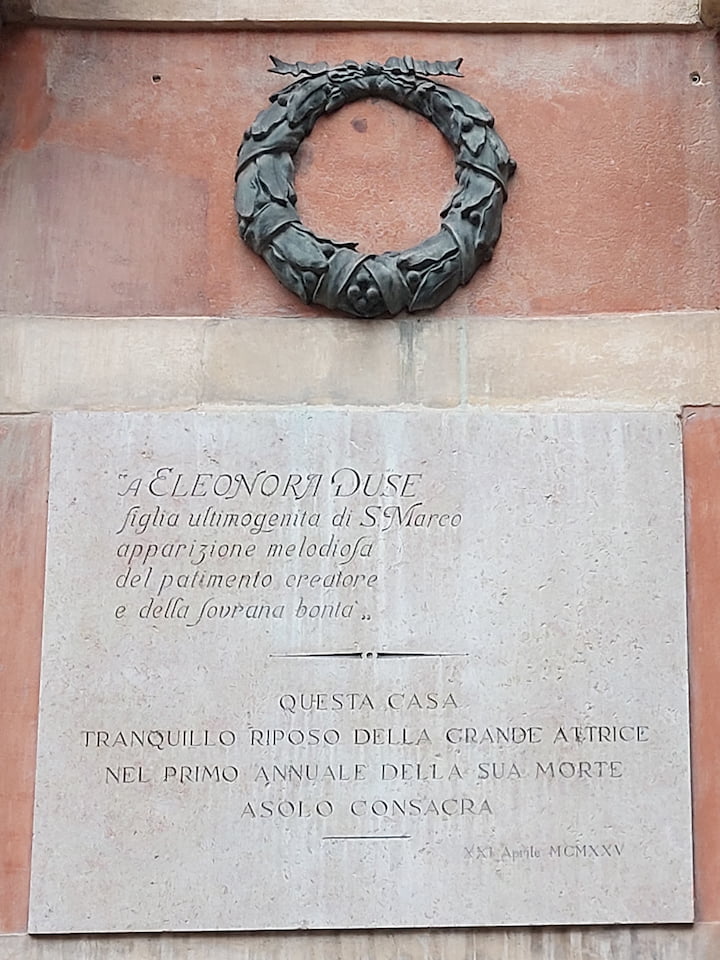 "A ELEONORA DUSE
figlia ultimogenita di S. Marco
apparizione melodioſa
del patimento creatore
e della ſovrana bontà „
QUESTA CASA
TRANQUILLO RIPOSO DELLA GRANDE ATTRICE
NEL PRIMO ANNUALE DELLA SUA MORTE
ASOLO CONSACRA
XXI Aprile MCMXXV